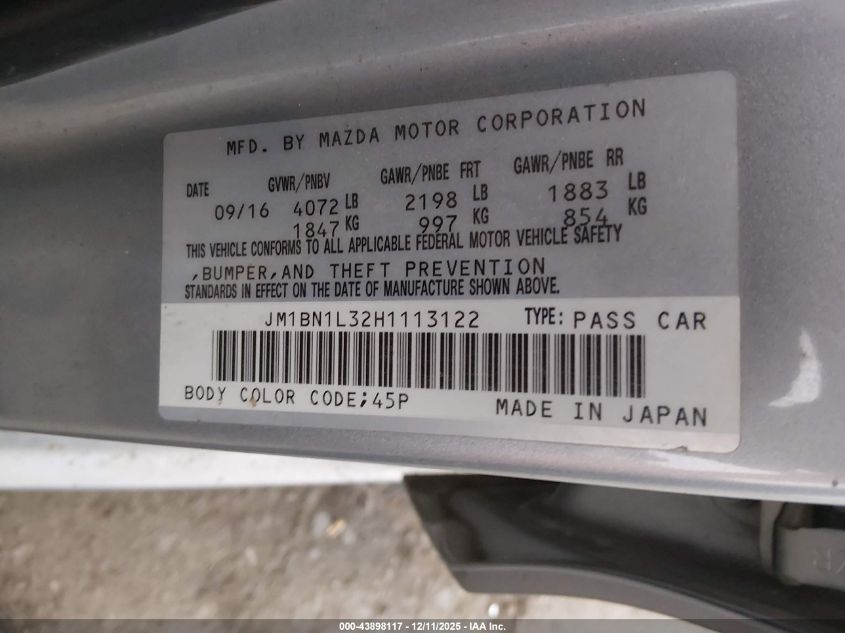 MFD. BY MAZDA MOTOR CORPORATION
DATE GVWR/PNBV GAWR/PNBE FRT GAWR/PNBE RR
09/16 4072 LB 2198 LB 1883 LB
1847 KG 997 KG 854 KG
THIS VEHICLE CONFORMS TO ALL APPLICABLE FEDERAL MOTOR VEHICLE SAFETY
,BUMPER,AND THEFT PREVENTION
STANDARDS IN EFFECT ON THE DATE OF MANUFACTURE SHOWN ABOVE.
JM1BN1L32H1113122 TYPE: PASS CAR
BODY COLOR CODE;45P MADE IN JAPAN
000-43898117 - 12/11/2025 - IAA Inc.